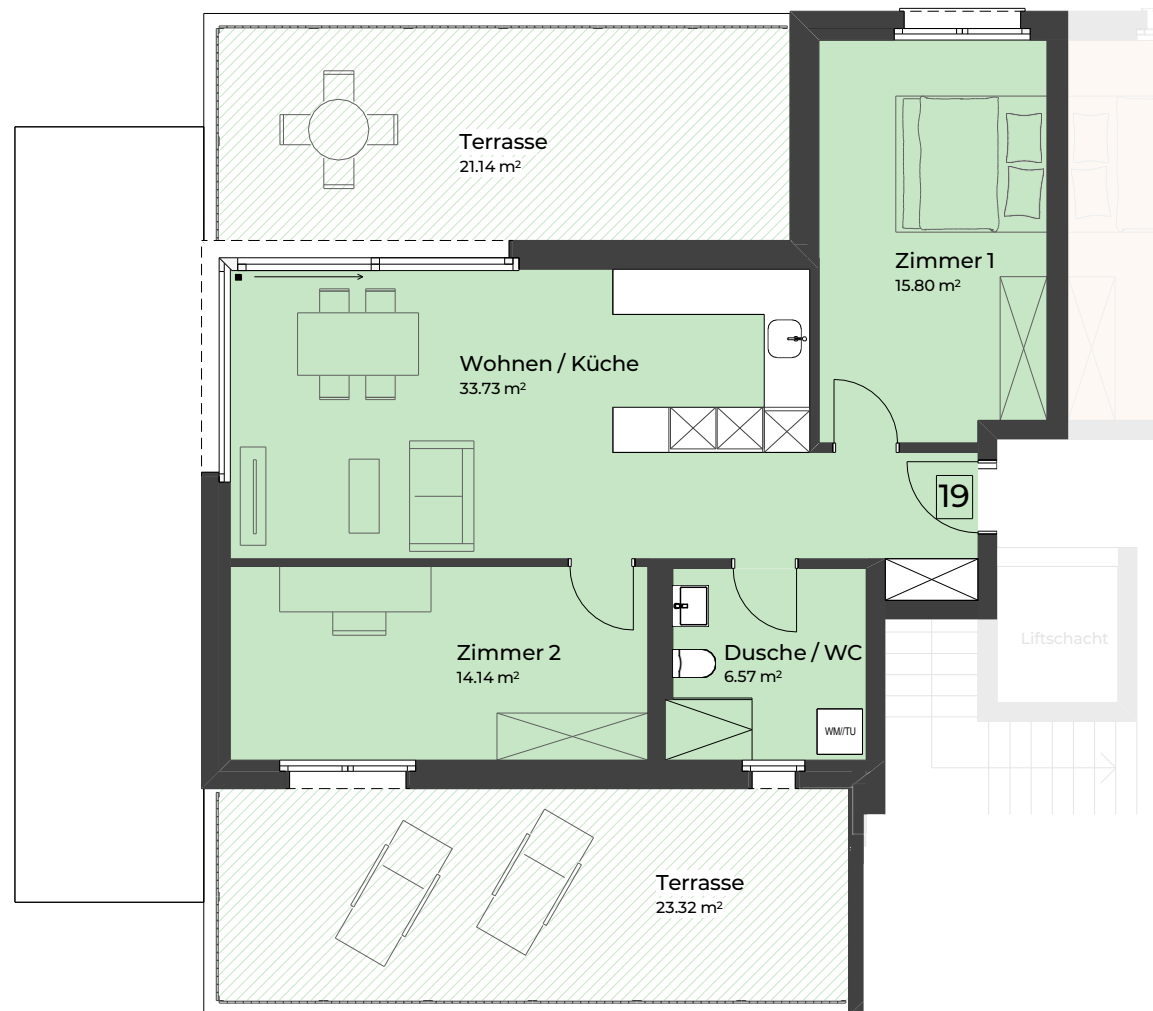 Terrasse
21.14 m²
Zimmer 1
15.80 m²
Wohnen / Küche
33.73 m²
19
Liftschacht
Zimmer 2
14.14 m²
Dusche / WC
6.57 m²
WM//TU
Terrasse
23.32 m²